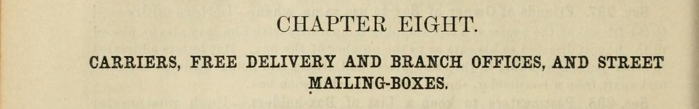 CHAPTER EIGHT.
CARRIERS, FREE DELIVERY AND BRANCH OFFICES, AND STREET
MAILING-BOXES.